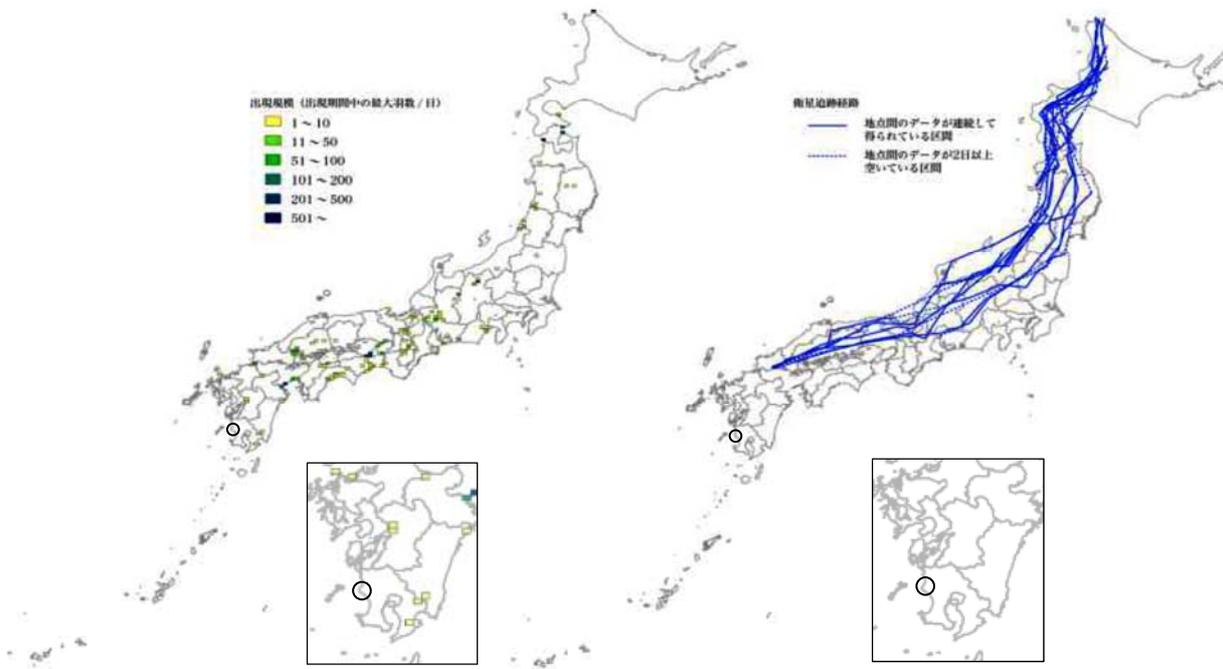 出現規模（出現期間中の最大羽数/日）
1～10
11～50
51～100
101～200
201～500
501～
衛星追跡経路
地点間のデータが連続して
得られている区間
地点間のデータが2日以上
空いている区間